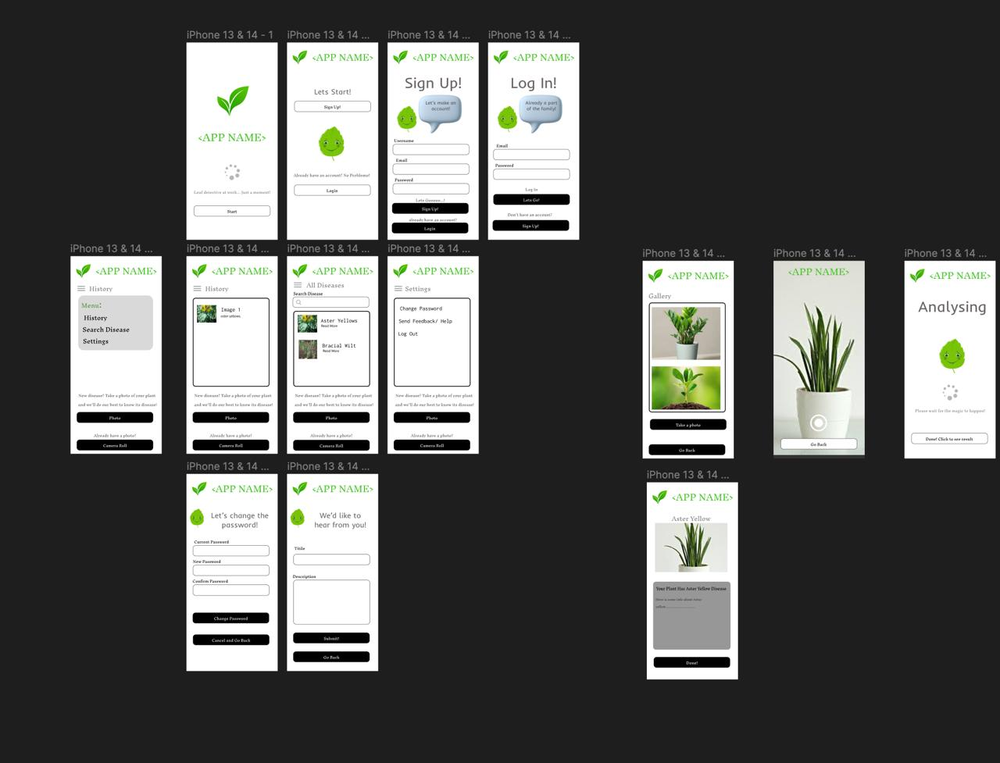 iPhone 13 & 14 - 1
<APP NAME>
Leaf detective at work... Just a moment!
Start
iPhone 13 & 14 ...
<APP NAME>
Lets Start!
Sign Up!
Already have an account? No Problemo!
Login
iPhone 13 & 14 ...
<APP NAME>
Sign Up!
Let's make an
account!
Username
Email
Password
Lets Gooooo...!
Sign Up!
already have an account?
Login
iPhone 13 & 14 ...
<APP NAME>
Log In!
Already a part
of the family!
Email
Password
Log In
Lets Go!
Don't have an account?
Sign Up!
iPhone 13 & 14 ...
<APP NAME>
History
Menu:
History
Search Disease
Settings
New disease? Take a photo of your plant
and we'll do our best to know its disease!
Photo
Already have a photo!
Camera Roll
iPhone 13 & 14 ...
<APP NAME>
History
Image 1
aster yellows.
New disease? Take a photo of your plant
and we'll do our best to know its disease!
Photo
Already have a photo!
Camera Roll
iPhone 13 & 14 ...
<APP NAME>
All Diseases
Search Disease
Aster Yellows
Read More
Bracial Wilt
Read More
New disease? Take a photo of your plant
and we'll do our best to know its disease!
Photo
Already have a photo!
Camera Roll
iPhone 13 & 14 ...
<APP NAME>
Settings
Change Password
Send Feedback/ Help
Log Out
New disease? Take a photo of your plant
and we'll do our best to know its disease!
Photo
Already have a photo!
Camera Roll
iPhone 13 & 14 ...
<APP NAME>
Gallery
Take a photo
Go Back
iPhone 13 & 14 ...
<APP NAME>
Go Back
iPhone 13 & 14 ...
<APP NAME>
Analysing
Please wait for the magic to happen!
Done! Click to see result
iPhone 13 & 14 ...
<APP NAME>
Let's change the
password!
Current Password
New Password
Confirm Password
Change Password
Cancel and Go Back
iPhone 13 & 14 ...
<APP NAME>
We'd like to
hear from you!
Titile
Description
Submit!
Go Back
iPhone 13 & 14 ...
<APP NAME>
Aster Yellow
Your Plant Has Aster Yellow Disease
Here is some info about Aster
yellow..............................
Done!